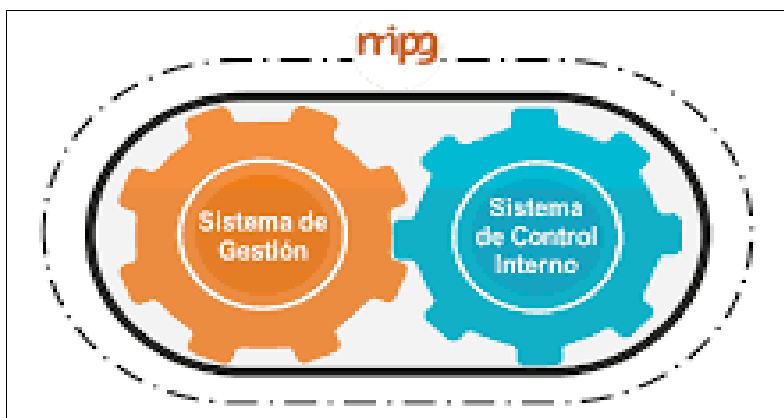 mipg
Sistema de
Gestión
Sistema
de Control
Interno